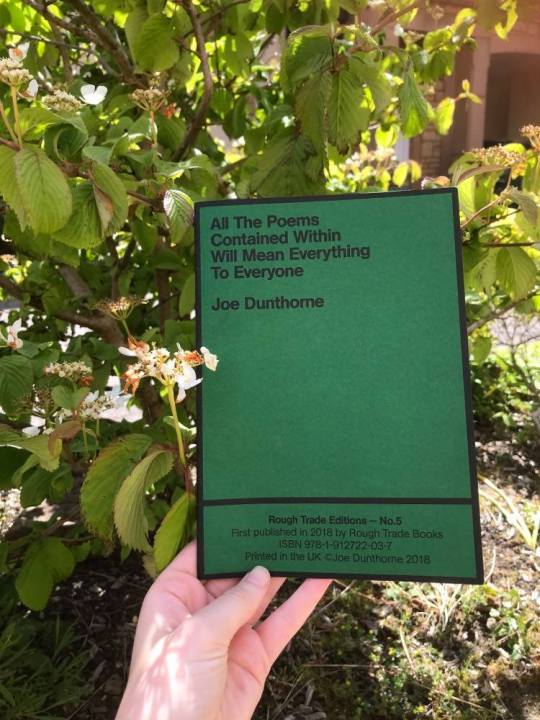 All The Poems
Contained Within
Will Mean Everything
To Everyone
Joe Dunthorne
Rough Trade Editions – No.5
First published in 2018 by Rough Trade Books
ISBN 978-1-912722-03-7
Printed in the UK ©Joe Dunthorne 2018